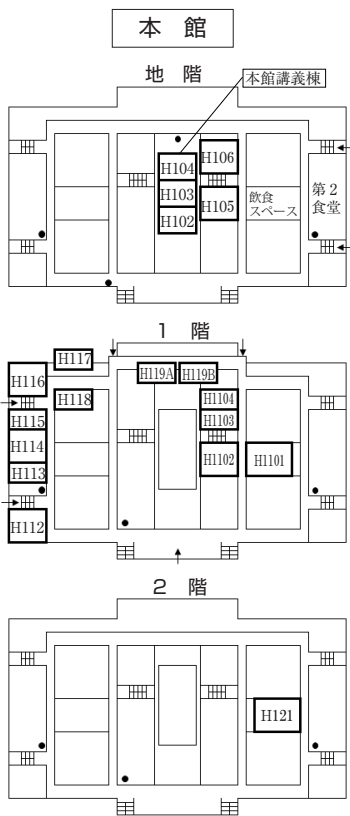 本 館
地 階
本館講義棟
H106
H104
H103
H105
H102
飲食
スペース
第2
食堂
1 階
H117
H119A
H119B
H116
H118
H1104
H115
H1103
H114
H1102
H1101
H113
H112
2 階
H121